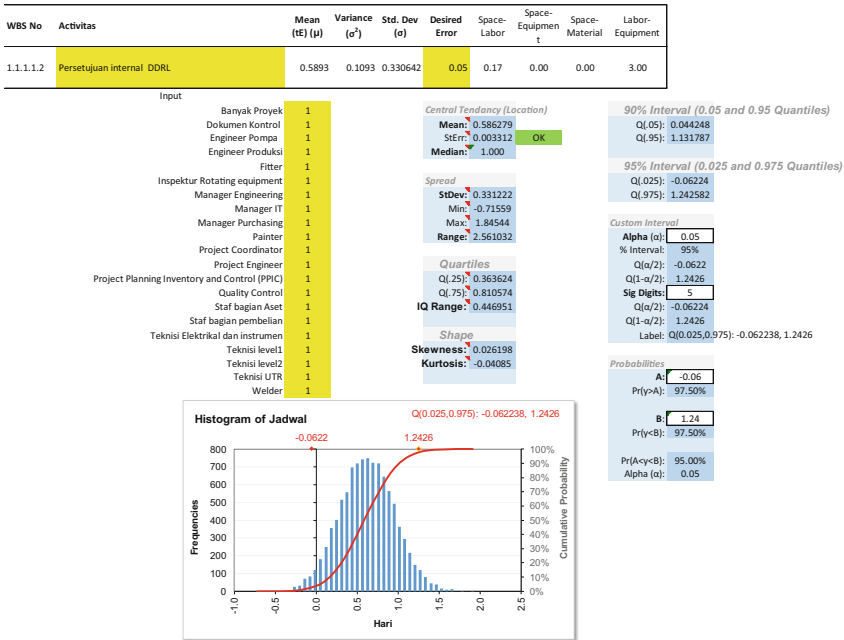 WBS No Activitas Mean (tE) (μ) Variance (σ²) Std. Dev (σ) Desired Error Space-Labor Space-Equipment Space-Material Labor-Equipment
1.1.1.1.2 Persetujuan internal DDRL 0.5893 0.1093 0.330642 0.05 0.17 0.00 0.00 3.00
Input
Banyak Proyek 1
Dokumen Kontrol 1
Engineer Pompa 1
Engineer Produksi 1
Fitter 1
Inspektur Rotating equipment 1
Manager Engineering 1
Manager IT 1
Manager Purchasing 1
Painter 1
Project Coordinator 1
Project Engineer 1
Project Planning Inventory and Control (PPIC) 1
Quality Control 1
Staf bagian Aset 1
Staf bagian pembelian 1
Teknisi Elektrikal dan instrumen 1
Teknisi level1 1
Teknisi level2 1
Teknisi UTR 1
Welder 1
Central Tendancy (Location)
Mean: 0.586279
StErr: 0.003312 OK
Median: 1.000
Spread
StDev: 0.331222
Min: -0.71559
Max: 1.84544
Range: 2.561032
Quartiles
Q(.25): 0.363624
Q(.75): 0.810574
IQ Range: 0.446951
Shape
Skewness: 0.026198
Kurtosis: -0.04085
90% Interval (0.05 and 0.95 Quantiles)
Q(.05): 0.044248
Q(.95): 1.131787
95% Interval (0.025 and 0.975 Quantiles)
Q(.025): -0.06224
Q(.975): 1.242582
Custom Interval
Alpha (α): 0.05
% Interval: 95%
Q(α/2): -0.0622
Q(1-α/2): 1.2426
Sig Digits: 5
Q(α/2): -0.06224
Q(1-α/2): 1.2426
Label: Q(0.025,0.975): -0.062238, 1.2426
Probabilities
A: -0.06
Pr(y>A): 97.50%
B: 1.24
Pr(y<B): 97.50%
Pr(A<y<B): 95.00%
Alpha (α): 0.05
Histogram of Jadwal
Q(0.025,0.975): -0.062238, 1.2426
-0.0622 1.2426
Frequencies
800
700
600
500
400
300
200
100
0
100%
90%
80%
70%
60%
50%
40%
30%
20%
10%
0%
Cumulative Probability
-1.0 -0.5 0.0 0.5 1.0 1.5 2.0 2.5
Hari